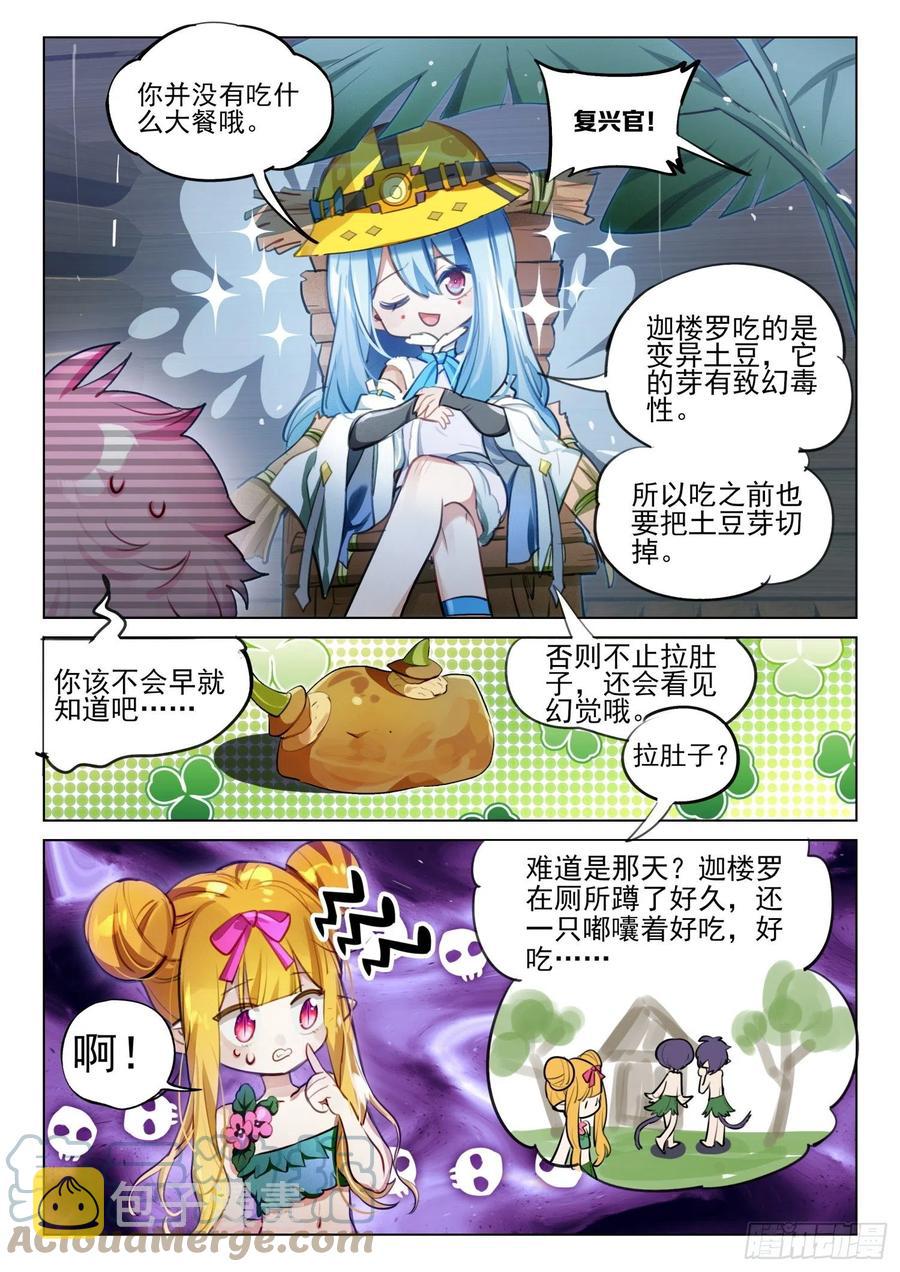 你并没有吃什
么大餐哦。
复兴官！
迦楼罗吃的是
变异土豆，它
的芽有致幻毒
性。
所以吃之前也
要把土豆芽切
掉。
你该不会早就
知道吧……
否则不止拉肚
子，还会看见
幻觉哦。
拉肚子？
难道是那天？迦楼罗
在厕所蹲了好久，还
一只嘟囔着好吃，好
吃……
啊！
包子漫画
AcloudMerge.com
腾讯动漫